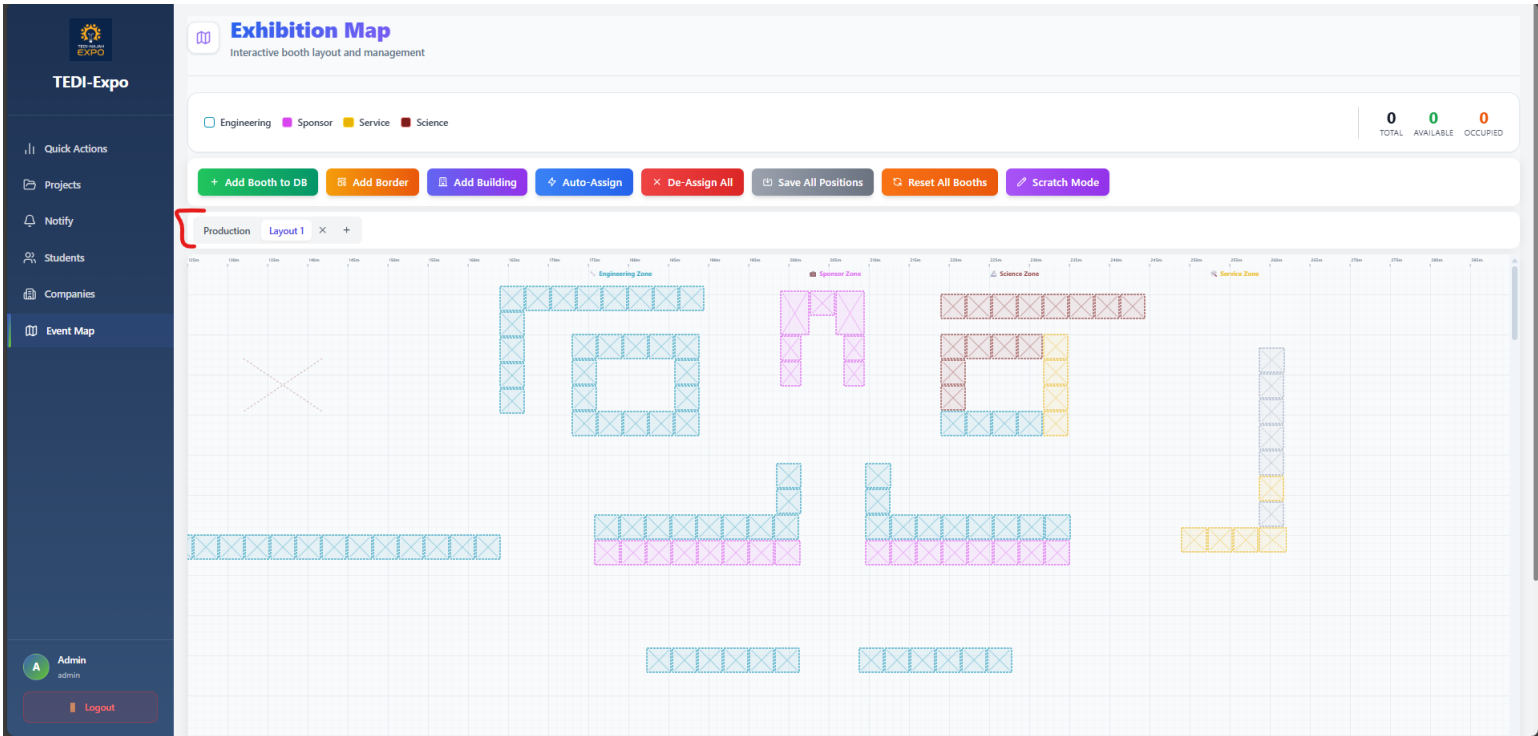 TEDI-NAJAH
EXPO
TEDI-Expo
Quick Actions
Projects
Notify
Students
Companies
Event Map
A
Admin
admin
Logout
Exhibition Map
Interactive booth layout and management
Engineering Sponsor Service Science
0 0 0
TOTAL AVAILABLE OCCUPIED
+ Add Booth to DB
Add Border
Add Building
Auto-Assign
× De-Assign All
Save All Positions
Reset All Booths
Scratch Mode
Production Layout 1 × +
Engineering Zone Sponsor Zone Science Zone Service Zone